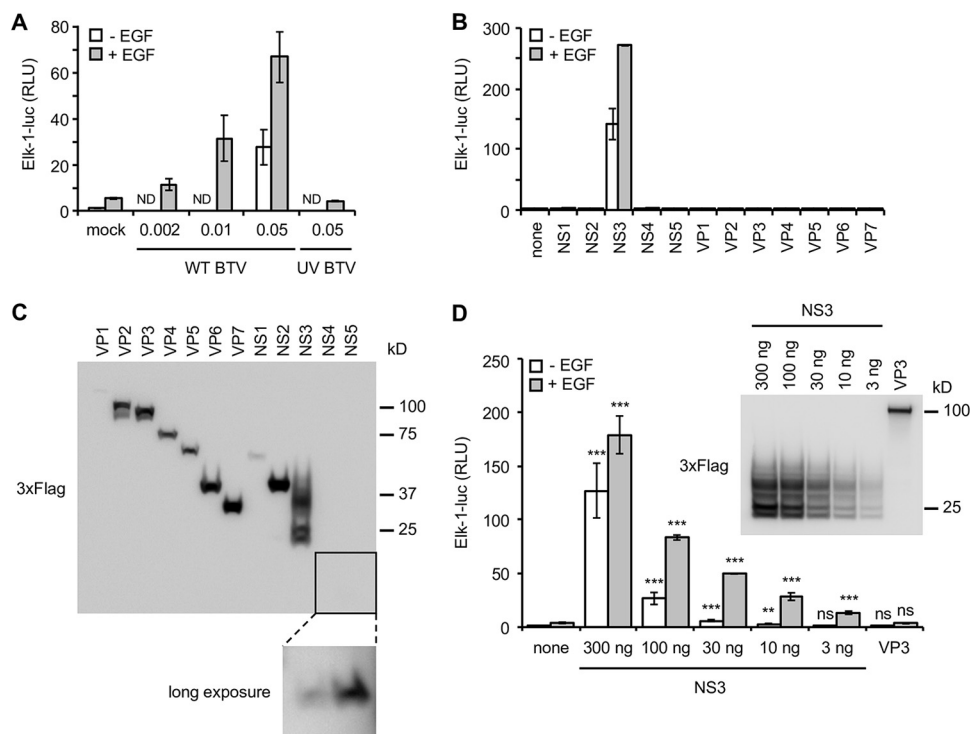 A
- EGF
+ EGF
Elk-1-luc (RLU)
80
60
40
20
0
ND ND ND
mock 0.002 0.01 0.05 0.05
WT BTV UV BTV
B
- EGF
+ EGF
Elk-1-luc (RLU)
300
200
100
0
none NS1 NS2 NS3 NS4 NS5 VP1 VP2 VP3 VP4 VP5 VP6 VP7
C
VP1 VP2 VP3 VP4 VP5 VP6 VP7 NS1 NS2 NS3 NS4 NS5
kD
100
75
37
25
3xFlag
long exposure
D
- EGF
+ EGF
Elk-1-luc (RLU)
250
200
150
100
50
0
*** *** *** *** *** *** ** *** ns *** ns ns
none 300 ng 100 ng 30 ng 10 ng 3 ng VP3
NS3
NS3
300 ng 100 ng 30 ng 10 ng 3 ng VP3
kD
100
25
3xFlag